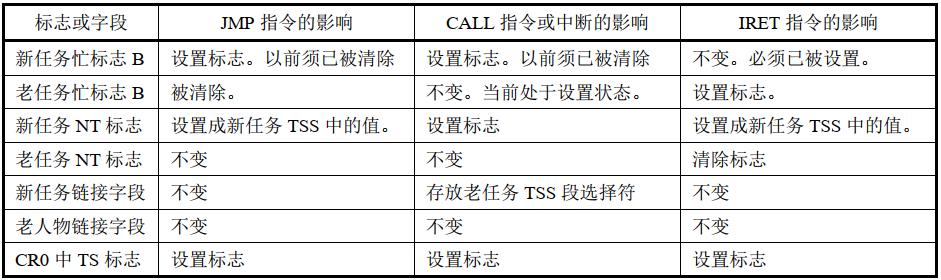 标志或字段 JMP 指令的影响 CALL 指令或中断的影响 IRET 指令的影响
新任务忙标志 B 设置标志。以前须已被清除 设置标志。以前须已被清除 不变。必须已被设置。
老任务忙标志 B 被清除。 不变。当前处于设置状态。 设置标志。
新任务 NT 标志 设置成新任务 TSS 中的值。 设置标志 设置成新任务 TSS 中的值。
老任务 NT 标志 不变 不变 清除标志
新任务链接字段 不变 存放老任务 TSS 段选择符 不变
老人物链接字段 不变 不变 不变
CR0 中 TS 标志 设置标志 设置标志 设置标志